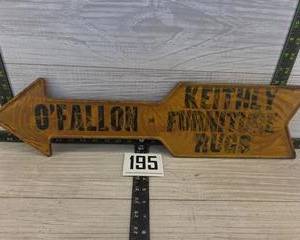 KEITHLY
O'FALLON - FURNITURE
RUGS
195